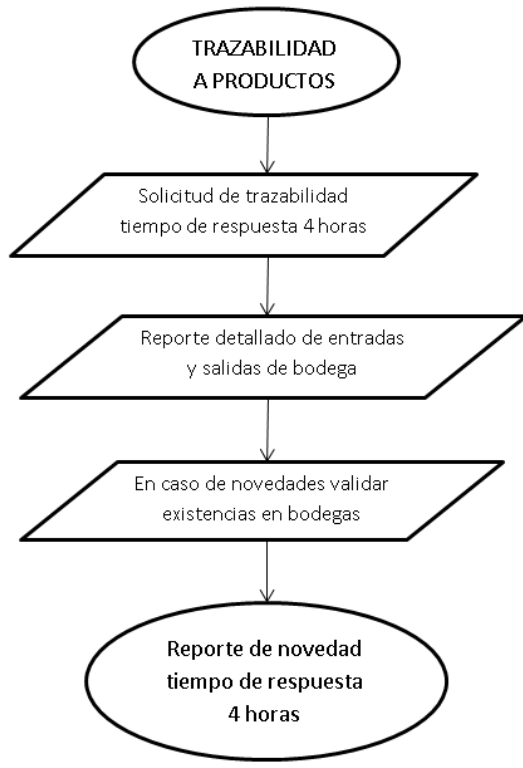 TRAZABILIDAD
A PRODUCTOS
Solicitud de trazabilidad
tiempo de respuesta 4 horas
Reporte detallado de entradas
y salidas de bodega
En caso de novedades validar
existencias en bodegas
Reporte de novedad
tiempo de respuesta
4 horas